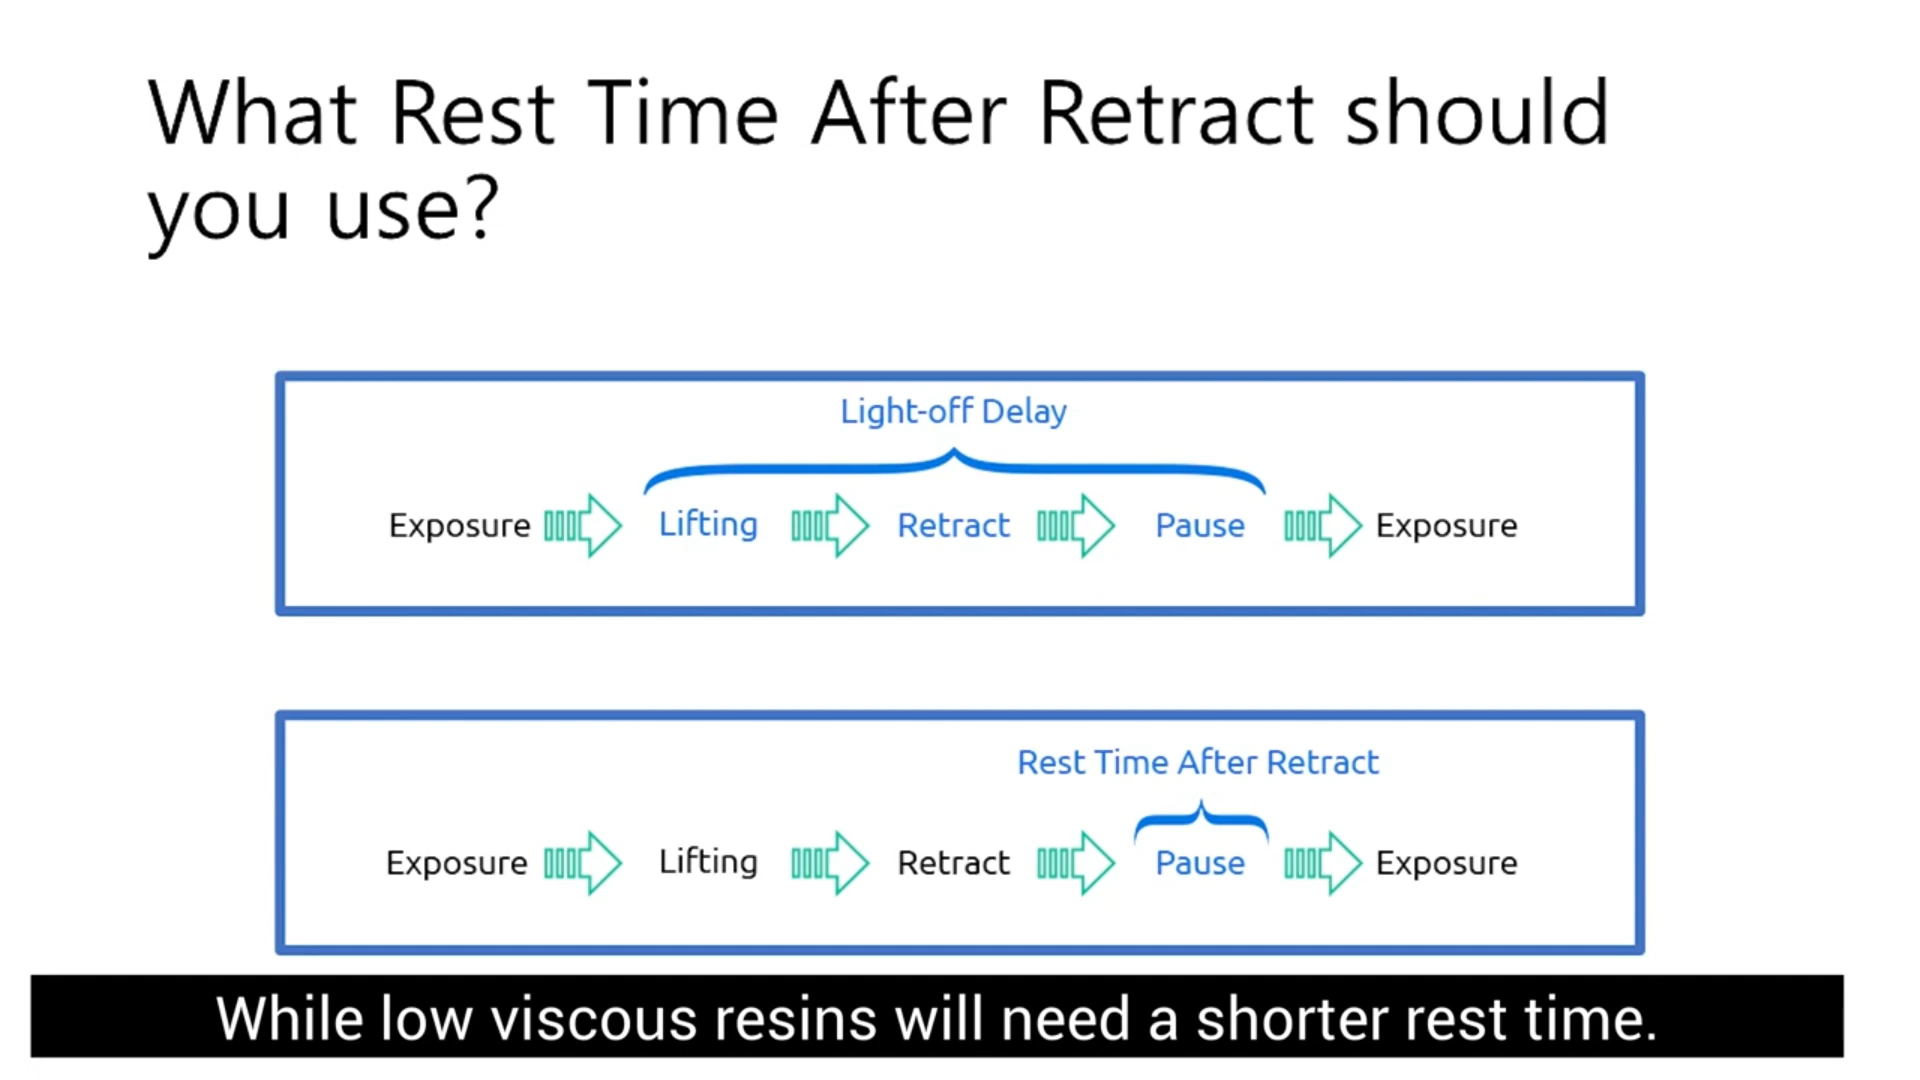 What Rest Time After Retract should
you use?
Light-off Delay
Exposure Lifting Retract Pause Exposure
Rest Time After Retract
Exposure Lifting Retract Pause Exposure
While low viscous resins will need a shorter rest time.